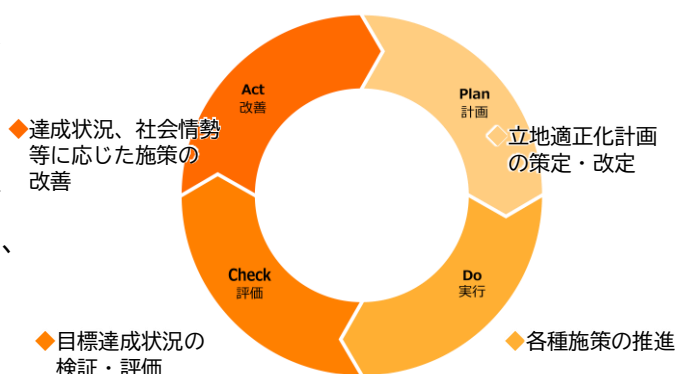 Act
改善
◆達成状況、社会情勢
等に応じた施策の
改善
Plan
計画
◇立地適正化計画
の策定・改定
、
Check
評価
◆目標達成状況の
検証・評価
Do
実行
◆各種施策の推進